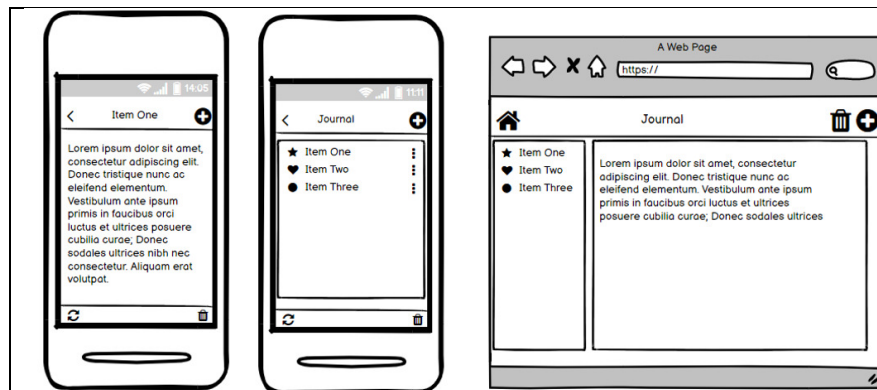 14:05
Item One
Lorem ipsum dolor sit amet,
consectetur adipiscing elit.
Donec tristique nunc ac
eleifend elementum.
Vestibulum ante ipsum
primis in faucibus orci
luctus et ultrices posuere
cubilia curae; Donec
sodales ultrices nibh nec
consectetur. Aliquam erat
volutpat.
11:11
Journal
Item One
Item Two
Item Three
A Web Page
https://
Journal
Item One
Item Two
Item Three
Lorem ipsum dolor sit amet, consectetur
adipiscing elit. Donec tristique nunc ac
eleifend elementum. Vestibulum ante ipsum
primis in faucibus orci luctus et ultrices
posuere cubilia curae; Donec sodales ultrices